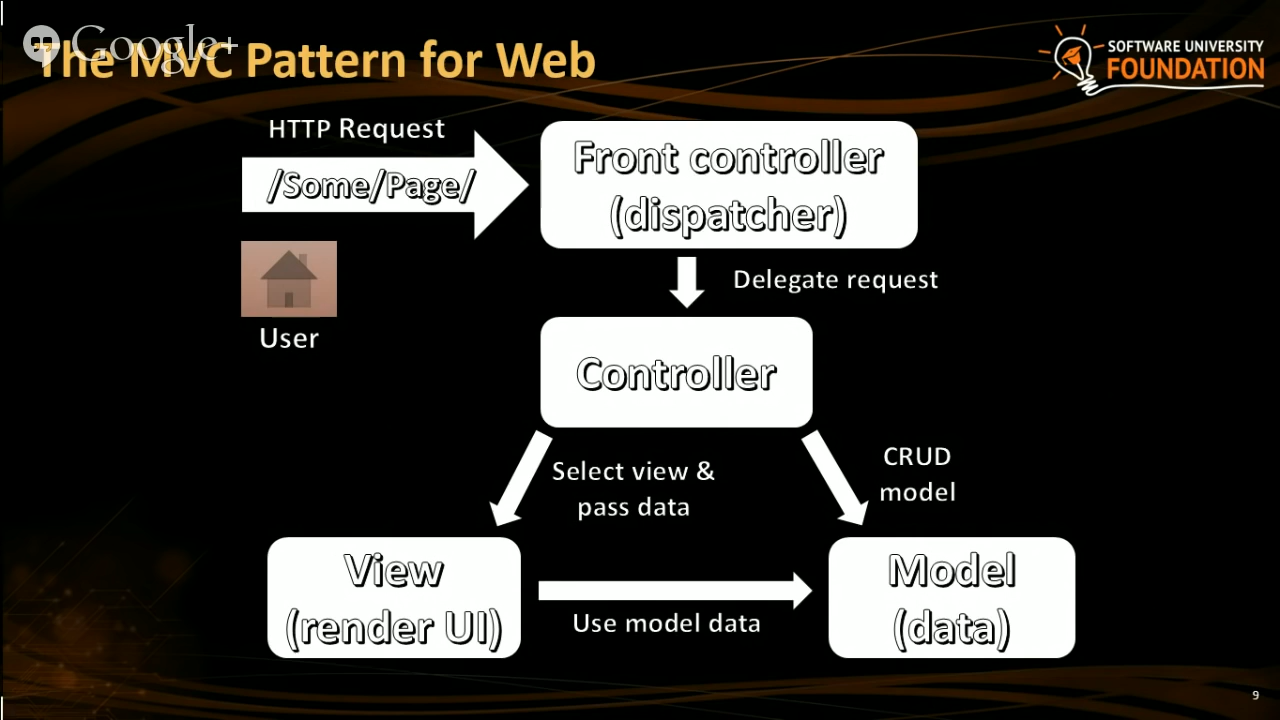 Google+
The MVC Pattern for Web
SOFTWARE UNIVERSITY
FOUNDATION
HTTP Request
/Some/Page/
Front controller
(dispatcher)
User
Delegate request
Controller
Select view &
pass data
CRUD
model
View
(render UI)
Use model data
Model
(data)
9